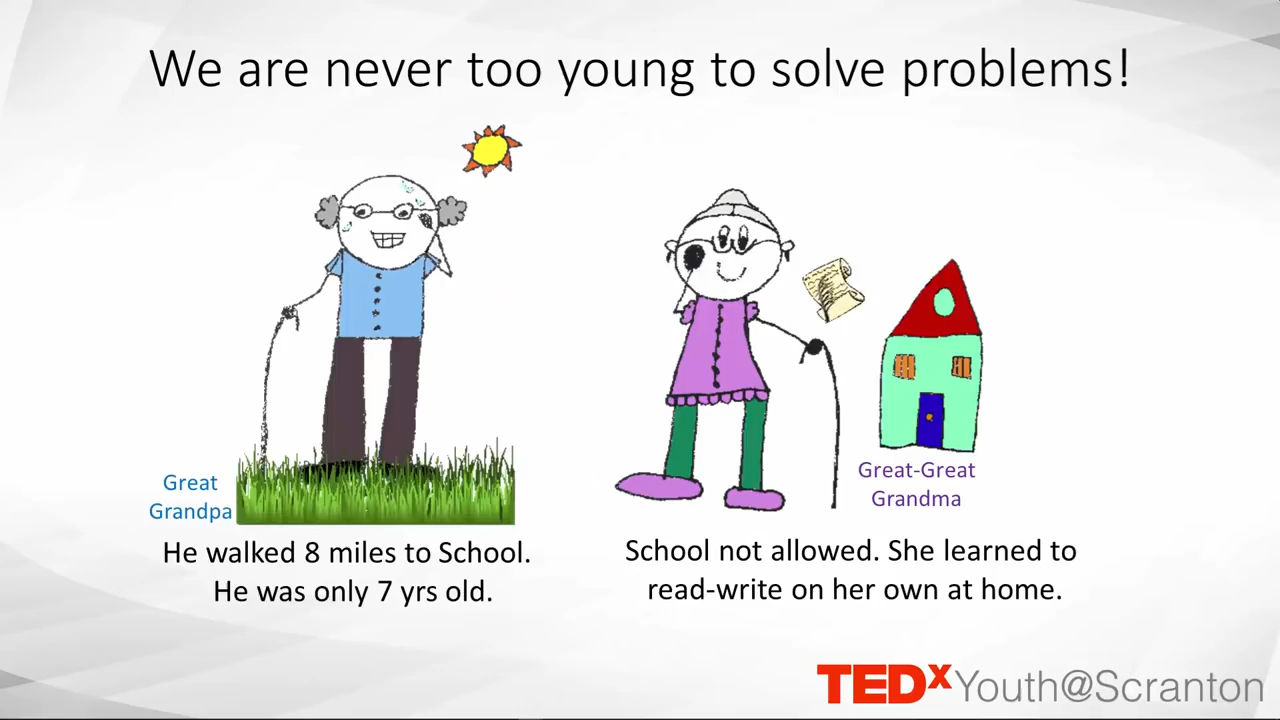 We are never too young to solve problems!
Great
Grandpa
He walked 8 miles to School.
He was only 7 yrs old.
Great-Great
Grandma
School not allowed. She learned to
read-write on her own at home.
TEDxYouth@Scranton